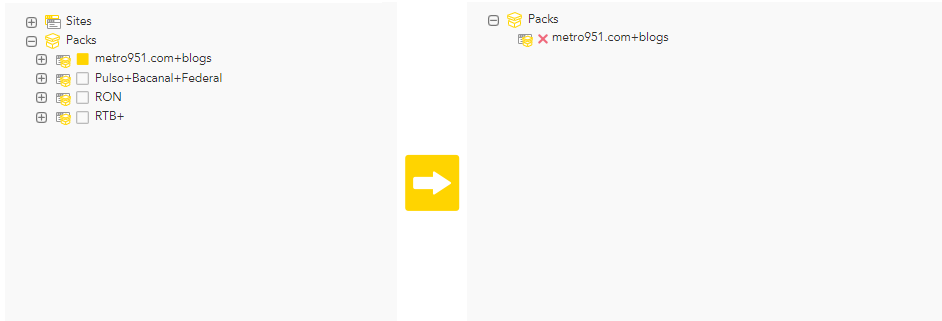 Sites
Packs
metro951.com+blogs
Pulso+Bacanal+Federal
RON
RTB+
Packs
metro951.com+blogs